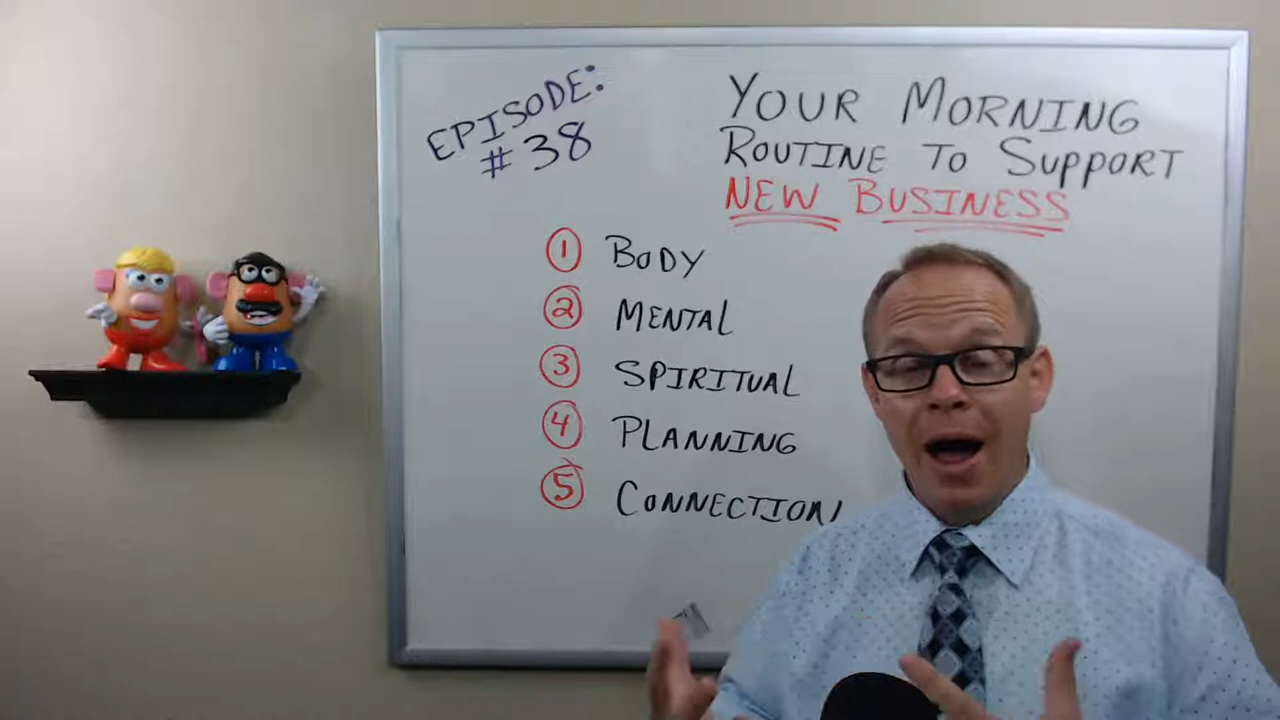 EPISODE:
#38
YOUR MORNING
ROUTINE TO SUPPORT
NEW BUSINESS
1 BODY
2 MENTAL
3 SPIRITUAL
4 PLANNING
5 CONNECTION